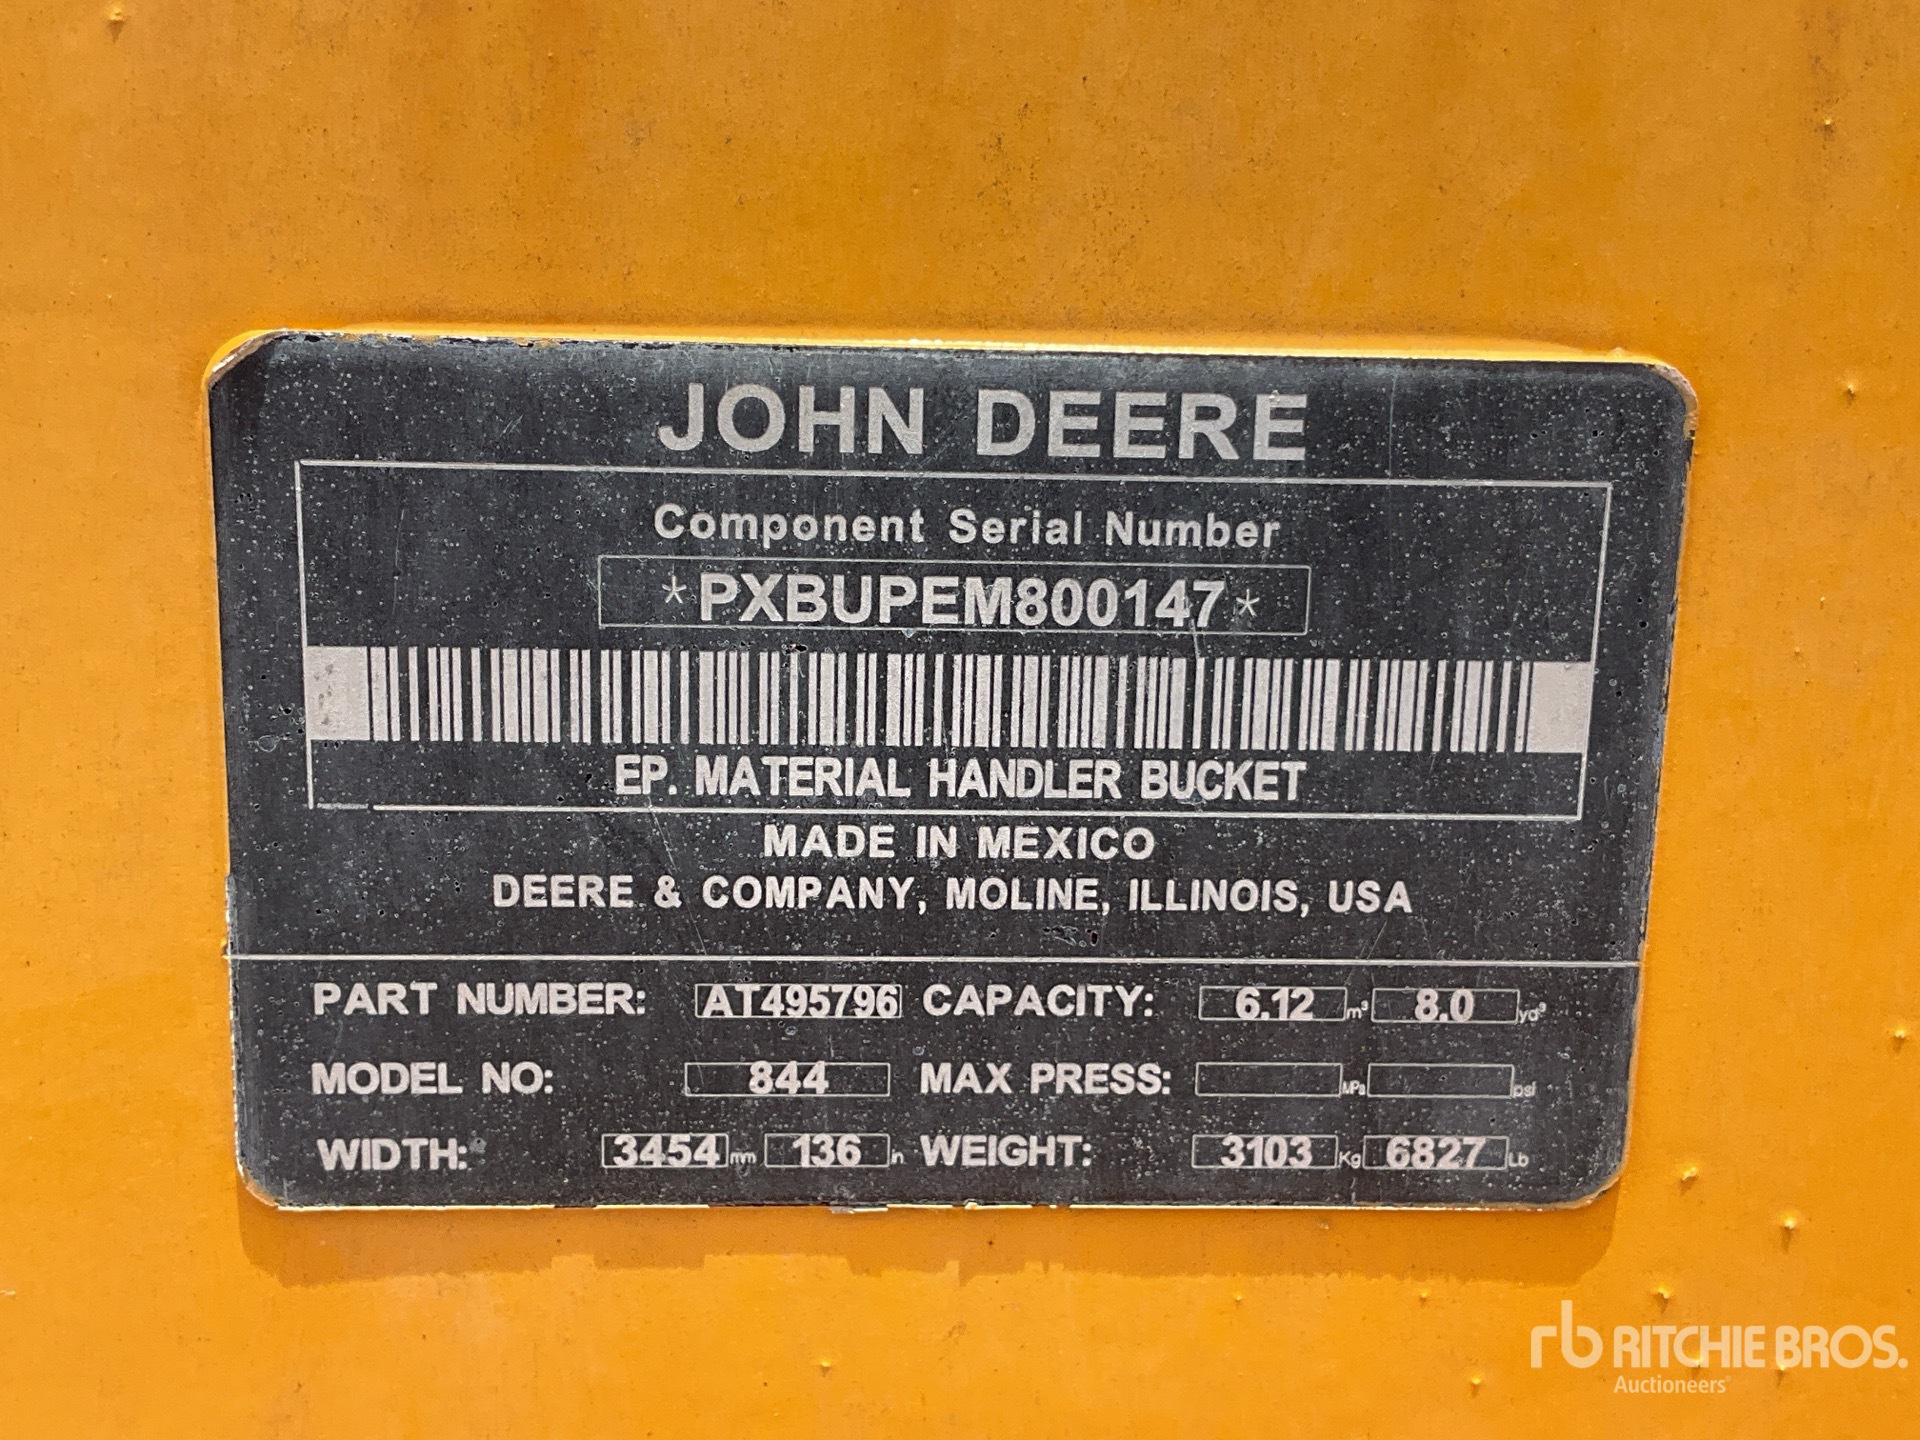 JOHN DEERE
Component Serial Number
*PXBUPEM800147*
EP. MATERIAL HANDLER BUCKET
MADE IN MEXICO
DEERE & COMPANY, MOLINE, ILLINOIS, USA
PART NUMBER: AT495796 CAPACITY: 6.12 m³ 8.0 yd³
MODEL NO: 844 MAX PRESS: MPa psi
WIDTH: 3454 mm 136 in WEIGHT: 3103 Kg 6827 Lb
rb RITCHIE BROS.
Auctioneers